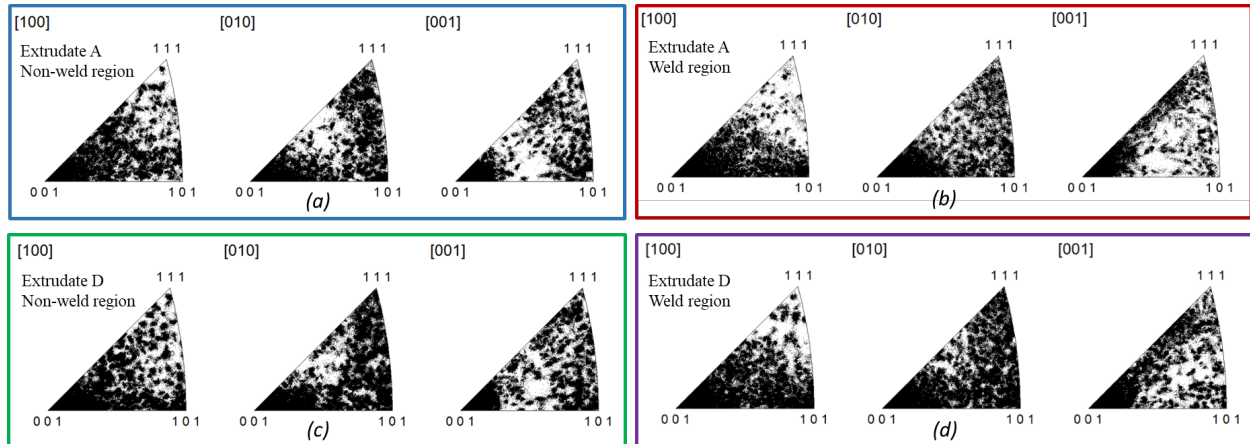 [100] [010] [001]
Extrudate A
Non-weld region
1 1 1 1 1 1 1 1 1
0 0 1 1 0 1 0 0 1 1 0 1 0 0 1 1 0 1
(a)
[100] [010] [001]
Extrudate A
Weld region
1 1 1 1 1 1 1 1 1
0 0 1 1 0 1 0 0 1 1 0 1 0 0 1 1 0 1
(b)
[100] [010] [001]
Extrudate D
Non-weld region
1 1 1 1 1 1 1 1 1
0 0 1 1 0 1 0 0 1 1 0 1 0 0 1 1 0 1
(c)
[100] [010] [001]
Extrudate D
Weld region
1 1 1 1 1 1 1 1 1
0 0 1 1 0 1 0 0 1 1 0 1 0 0 1 1 0 1
(d)